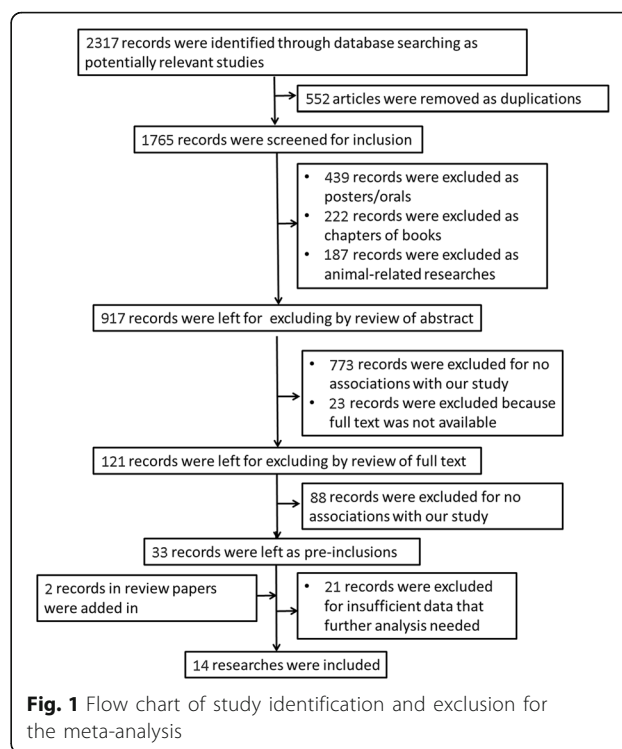 2317 records were identified through database searching as
potentially relevant studies
552 articles were removed as duplications
1765 records were screened for inclusion
• 439 records were excluded as
posters/orals
• 222 records were excluded as
chapters of books
• 187 records were excluded as
animal-related researches
917 records were left for excluding by review of abstract
• 773 records were excluded for no
associations with our study
• 23 records were excluded because
full text was not available
121 records were left for excluding by review of full text
88 records were excluded for no
associations with our study
33 records were left as pre-inclusions
2 records in review papers
were added in
• 21 records were excluded
for insufficient data that
further analysis needed
14 researches were included
Fig. 1 Flow chart of study identification and exclusion for
the meta-analysis